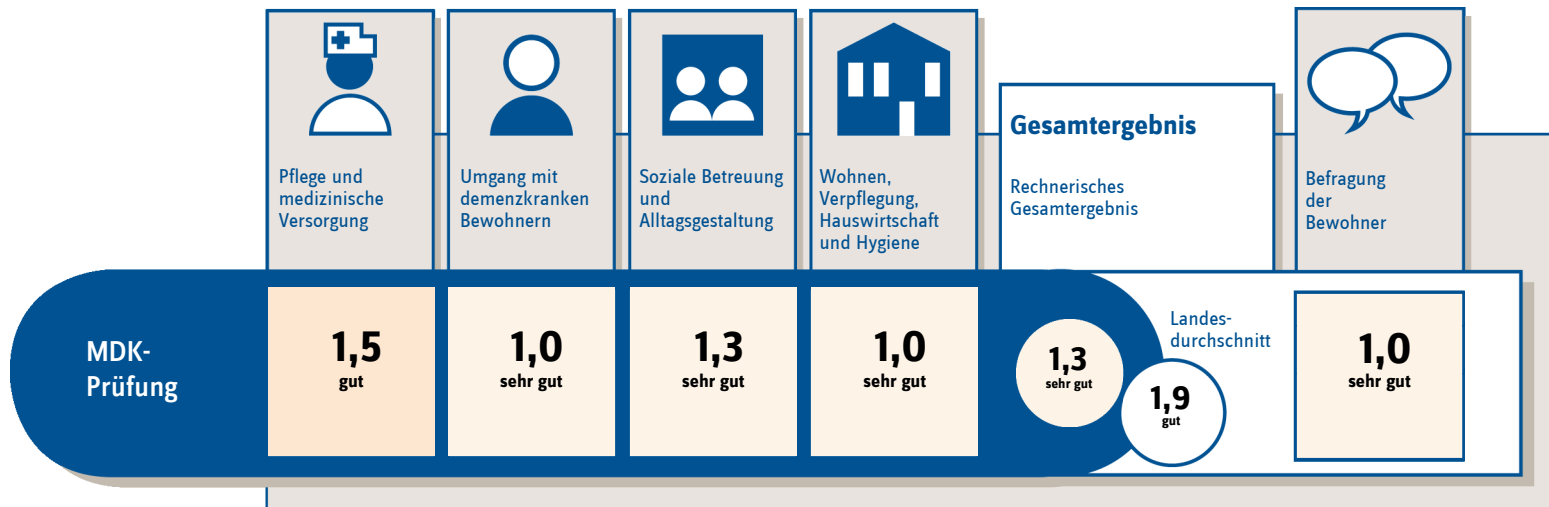 Pflege und
medizinische
Versorgung
Umgang mit
demenzkranken
Bewohnern
Soziale Betreuung
und
Alltagsgestaltung
Wohnen,
Verpflegung,
Hauswirtschaft
und Hygiene
Gesamtergebnis
Rechnerisches
Gesamtergebnis
Befragung
der
Bewohner
MDK-
Prüfung
1,5
gut
1,0
sehr gut
1,3
sehr gut
1,0
sehr gut
1,3
sehr gut
Landes-
durchschnitt
1,9
gut
1,0
sehr gut